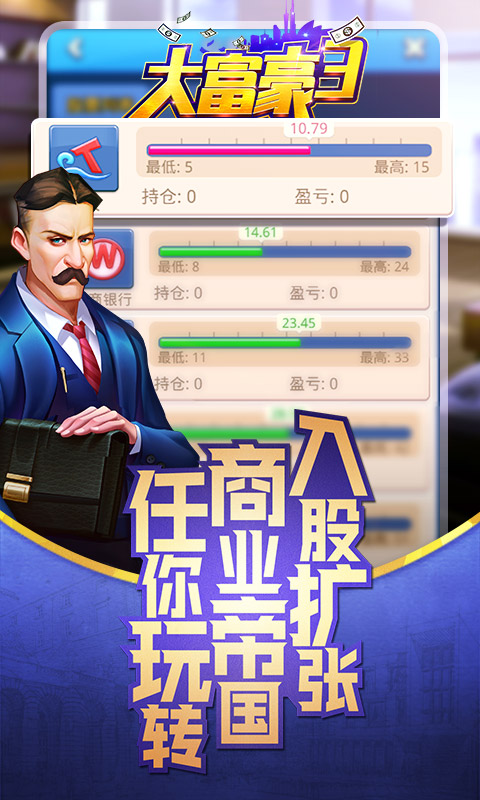 大富豪3
10.79
最低: 5
最高: 15
持仓: 0
盈亏: 0
14.61
最低: 8
最高: 24
商银行
持仓: 0
盈亏: 0
23.45
最低: 11
最高: 33
持仓: 0
盈亏: 0
入股扩张
商业帝国
任你玩转